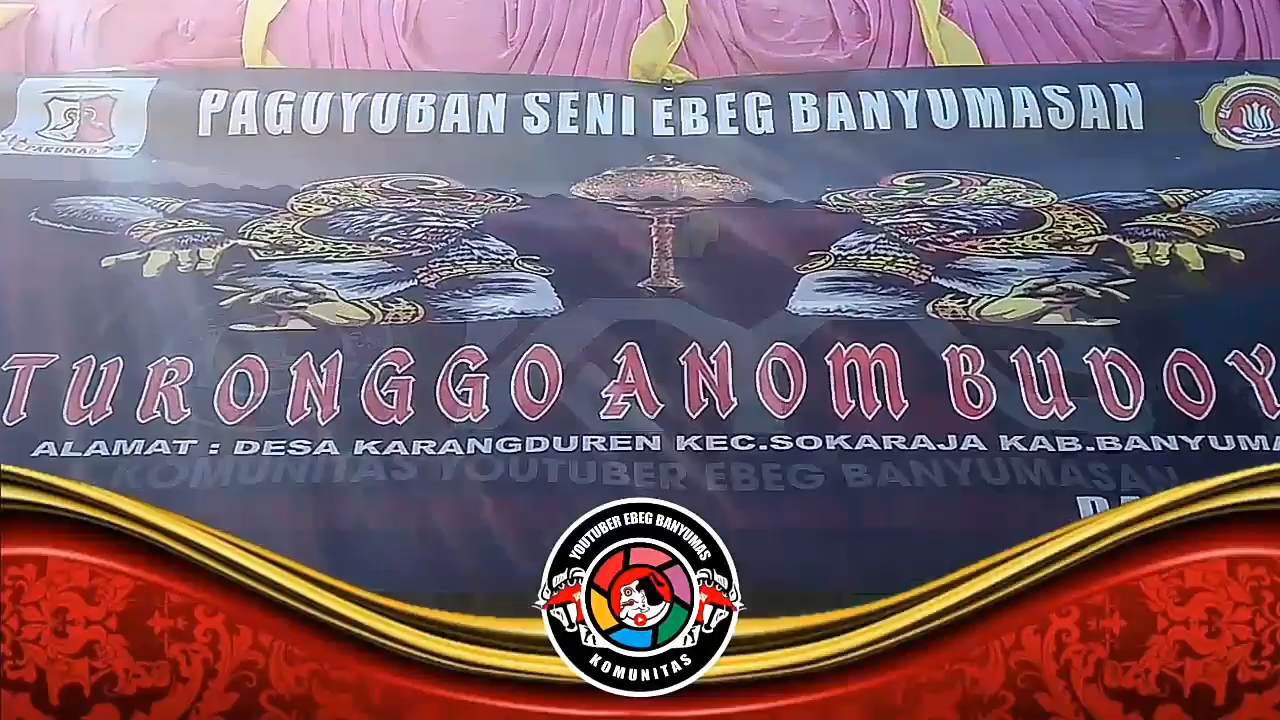 PAGUYUBAN SENI EBEG BANYUMASAN
PAKUMAS
TURONGGO ANOM BUDOY
ALAMAT : DESA KARANGDUREN KEC.SOKARAJA KAB.BANYUMA
KOMUNITAS YOUTUBER EBEG BANYUMASAN
YOUTUBER EBEG BANYUMAS
KOMUNITAS